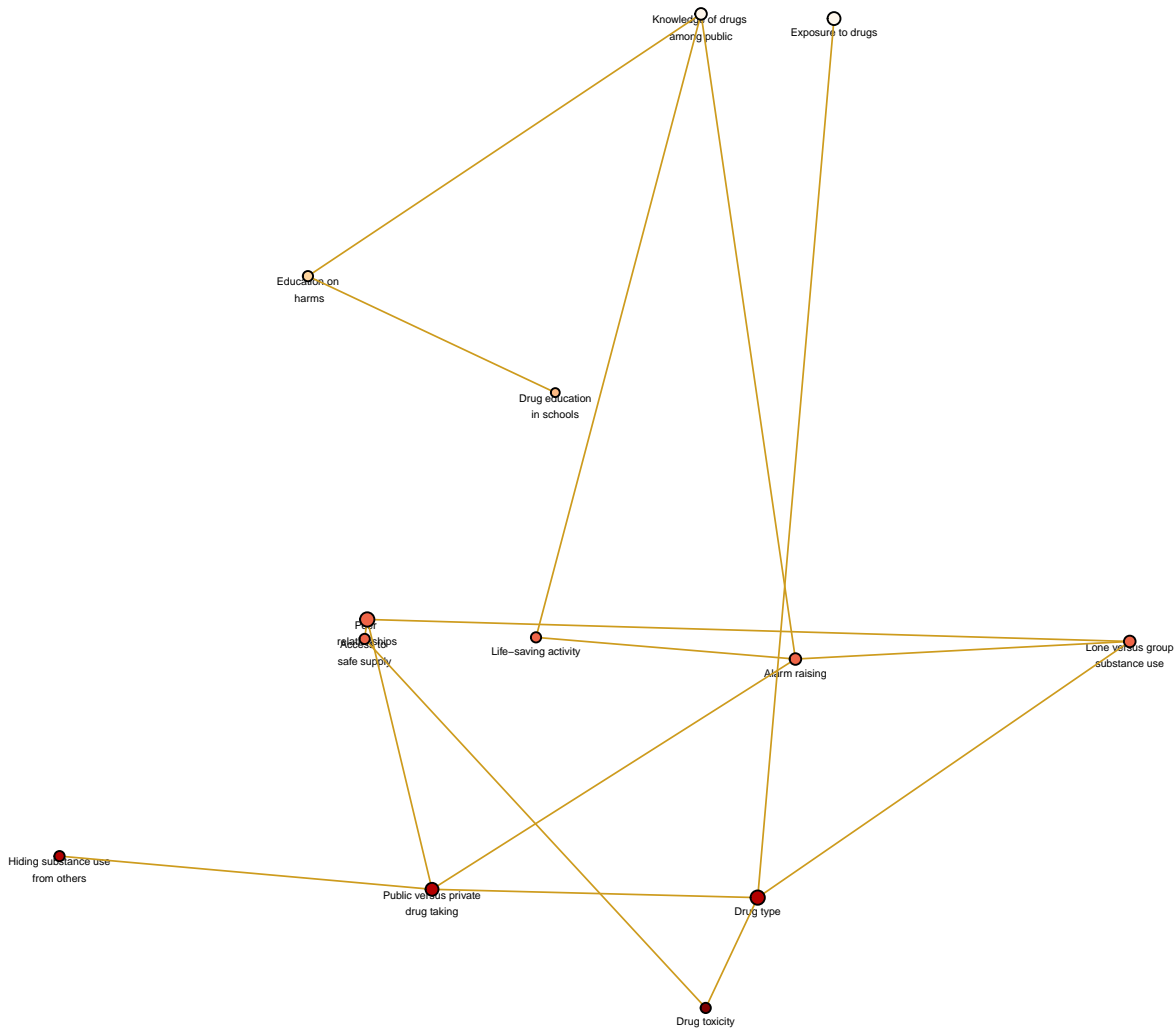 Knowledge of drugs
among public
Exposure to drugs
Education on
harms
Drug education
in schools
Peer
relationships
Access to
safe supply
Life−saving activity
Alarm raising
Lone versus group
substance use
Hiding substance use
from others
Public versus private
drug taking
Drug type
Drug toxicity